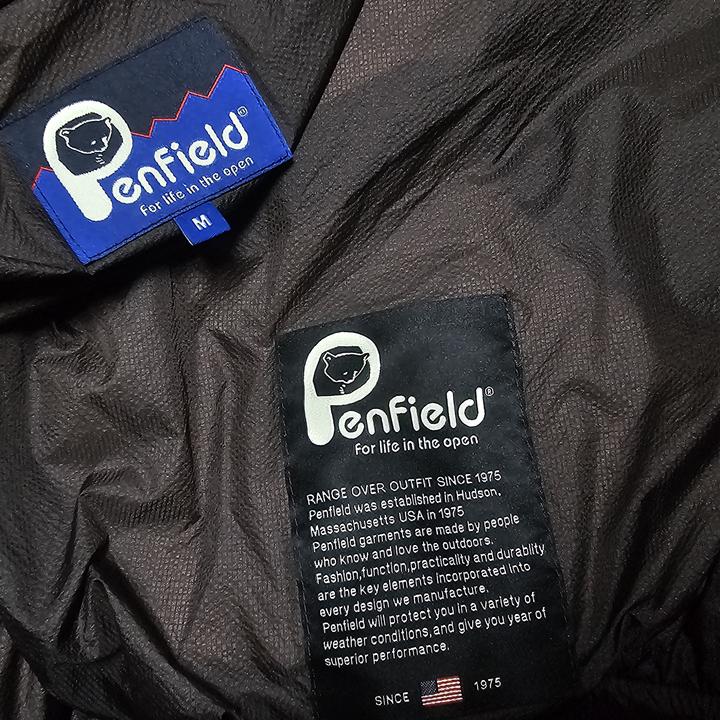 Penfield®
For life in the open
M
Penfield®
For life in the open
RANGE OVER OUTFIT SINCE 1975
Penfield was established in Hudson,
Massachusetts USA in 1975
Penfield garments are made by people
who know and love the outdoors.
Fashion,function,practicality and durablity
are the key elements incorporated into
every design we manufacture.
Penfield will protect you in a variety of
weather conditions,and give you year of
superior performance.
SINCE 1975